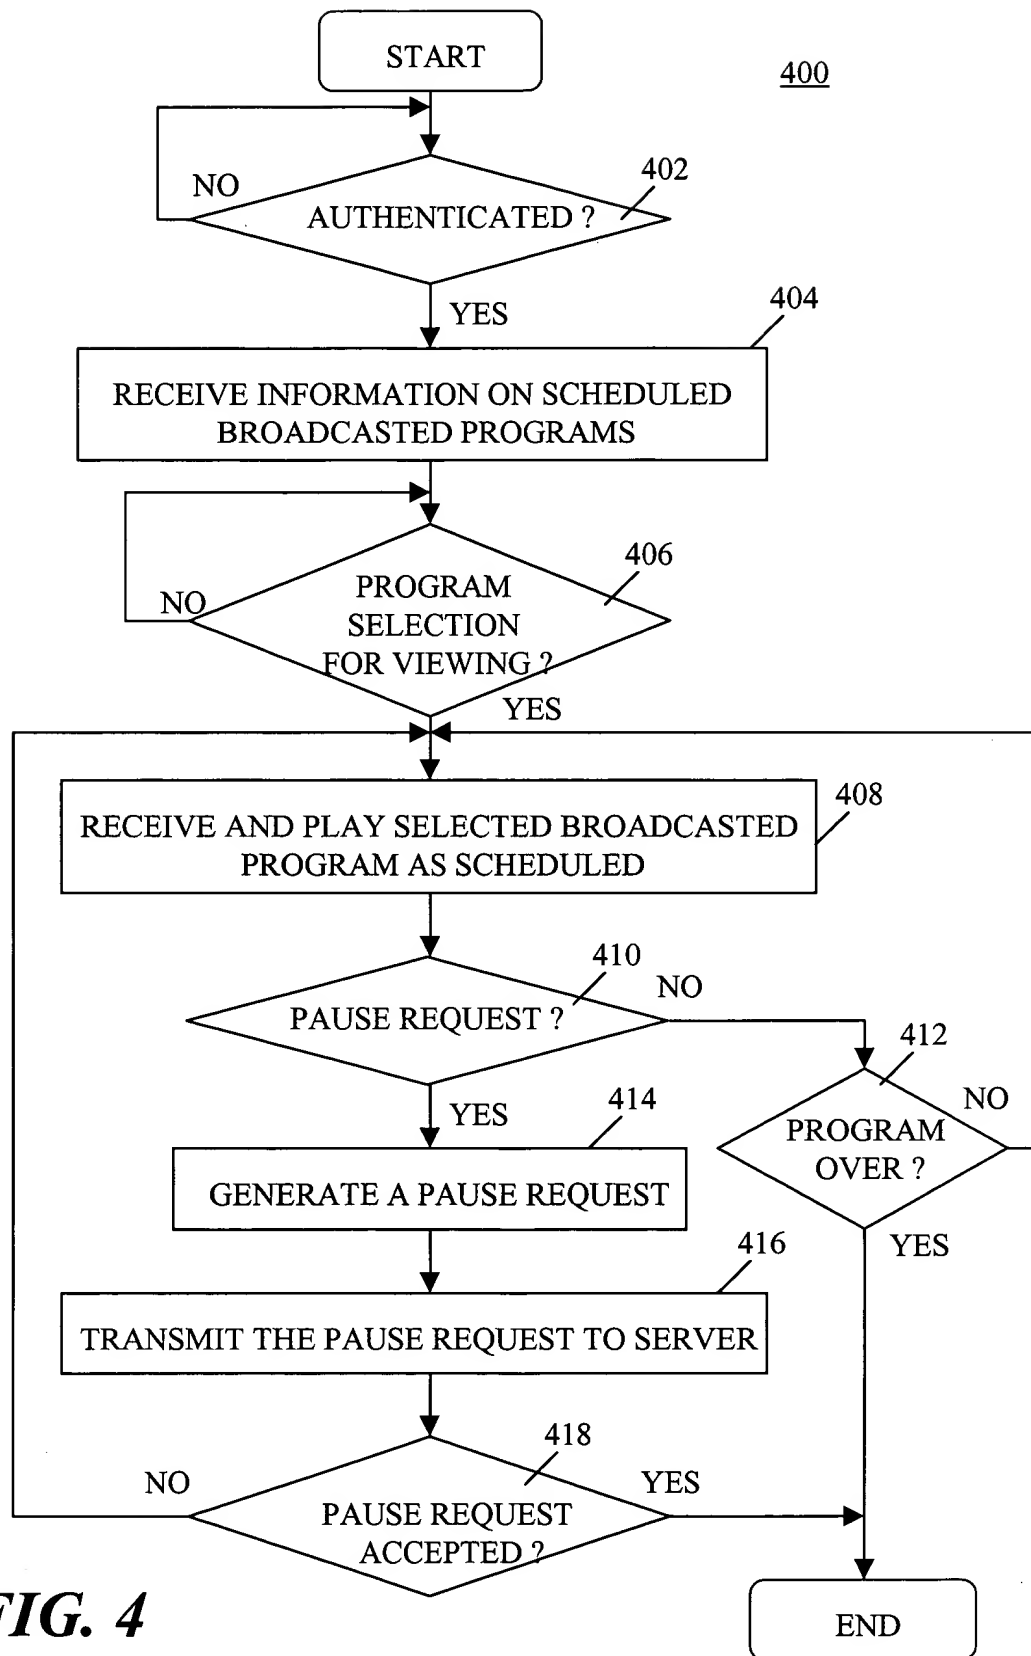 START
400
402
NO
AUTHENTICATED ?
YES
404
RECEIVE INFORMATION ON SCHEDULED
BROADCASTED PROGRAMS
406
NO
PROGRAM
SELECTION
FOR VIEWING ?
YES
408
RECEIVE AND PLAY SELECTED BROADCASTED
PROGRAM AS SCHEDULED
410
NO
PAUSE REQUEST ?
412
YES
414
NO
PROGRAM
OVER ?
GENERATE A PAUSE REQUEST
416
YES
TRANSMIT THE PAUSE REQUEST TO SERVER
418
NO
YES
PAUSE REQUEST
ACCEPTED ?
FIG. 4
END